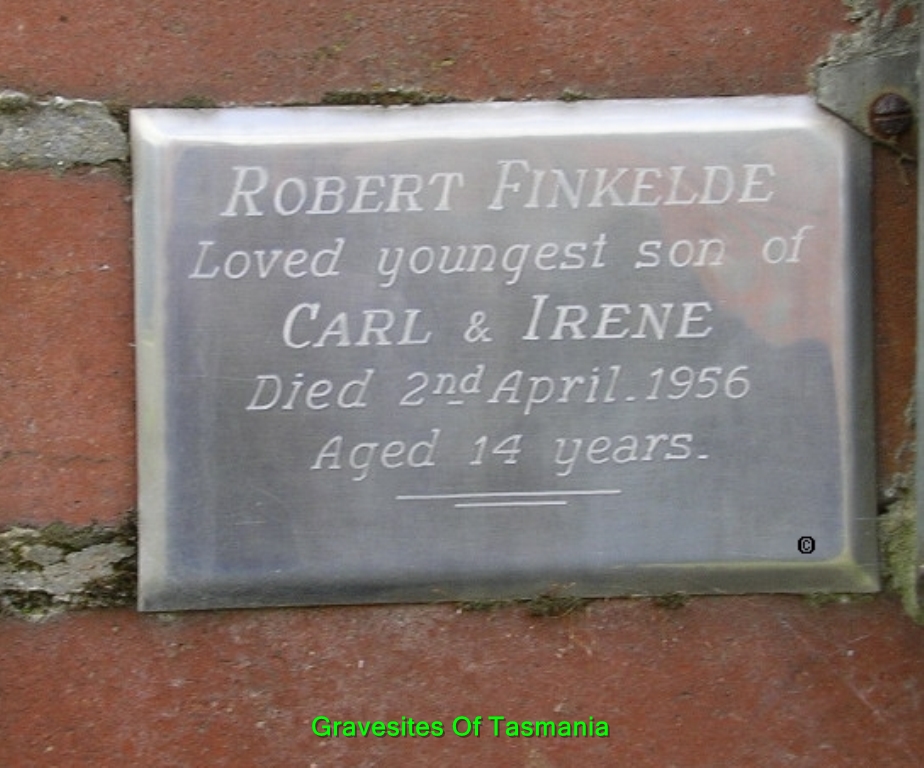 ROBERT FINKELDE
Loved youngest son of
CARL & IRENE
Died 2nd April.1956
Aged 14 years.
©
Gravesites Of Tasmania